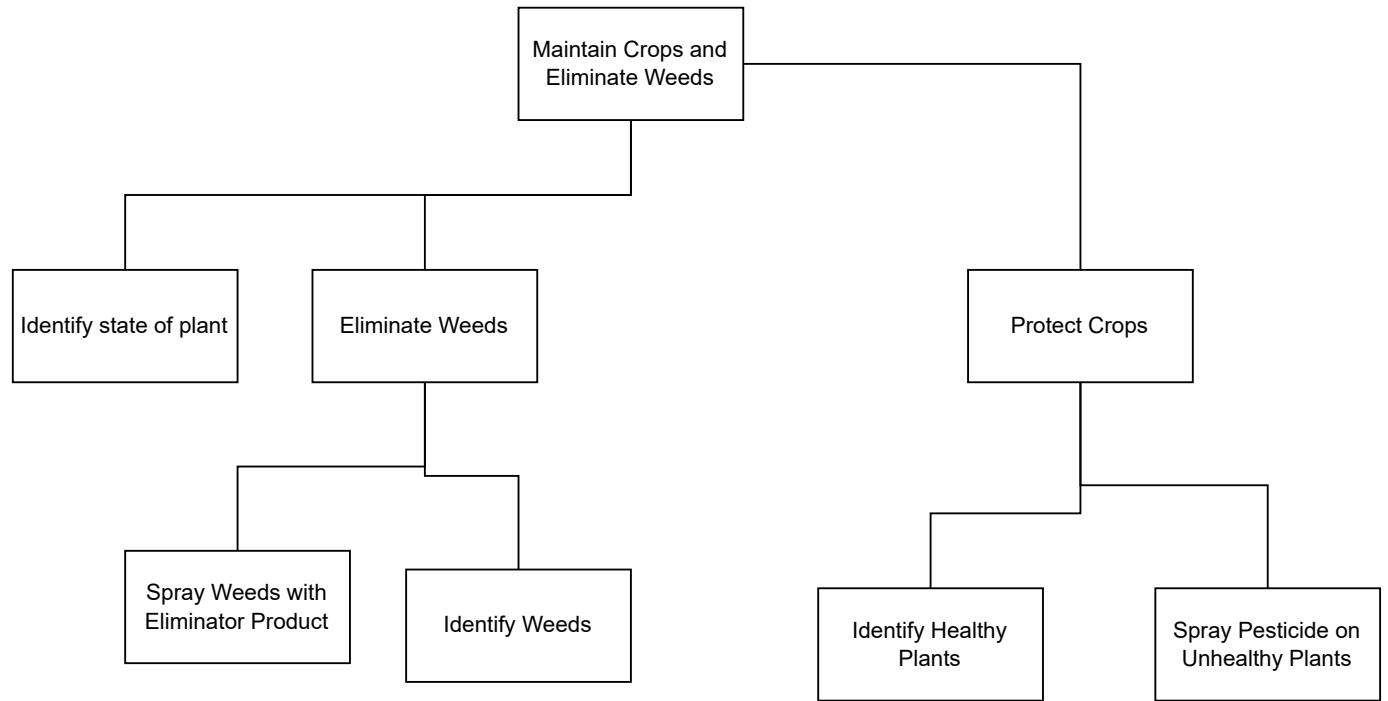 Maintain Crops and
Eliminate Weeds
Identify state of plant
Eliminate Weeds
Protect Crops
Spray Weeds with
Eliminator Product
Identify Weeds
Identify Healthy
Plants
Spray Pesticide on
Unhealthy Plants